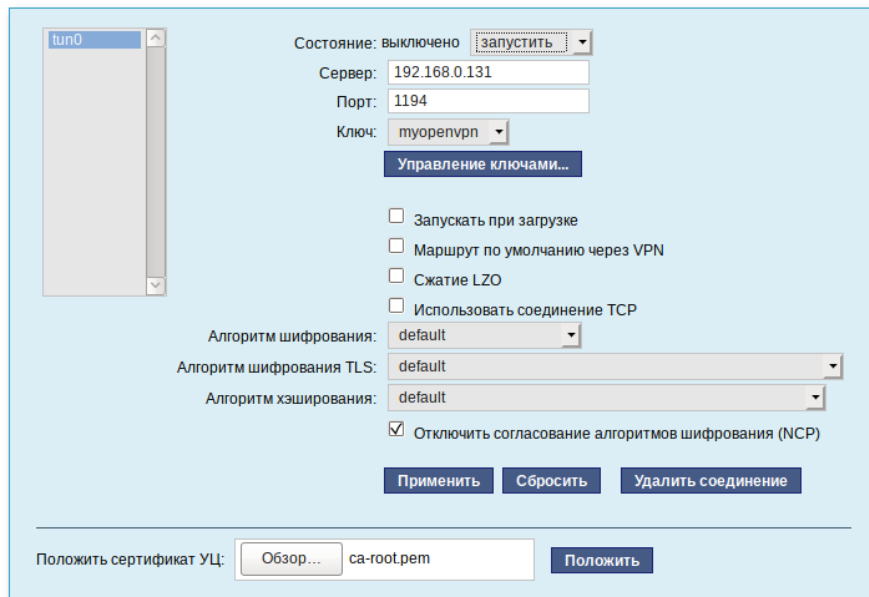 tun0
Состояние: выключено запустить
Сервер: 192.168.0.131
Порт: 1194
Ключ: myopenvpn
Управление ключами...
Запускать при загрузке
Маршрут по умолчанию через VPN
Сжатие LZO
Использовать соединение TCP
Алгоритм шифрования: default
Алгоритм шифрования TLS: default
Алгоритм хэширования: default
Отключить согласование алгоритмов шифрования (NCP)
Применить Сбросить Удалить соединение
Положить сертификат УЦ: Обзор... ca-root.pem Положить